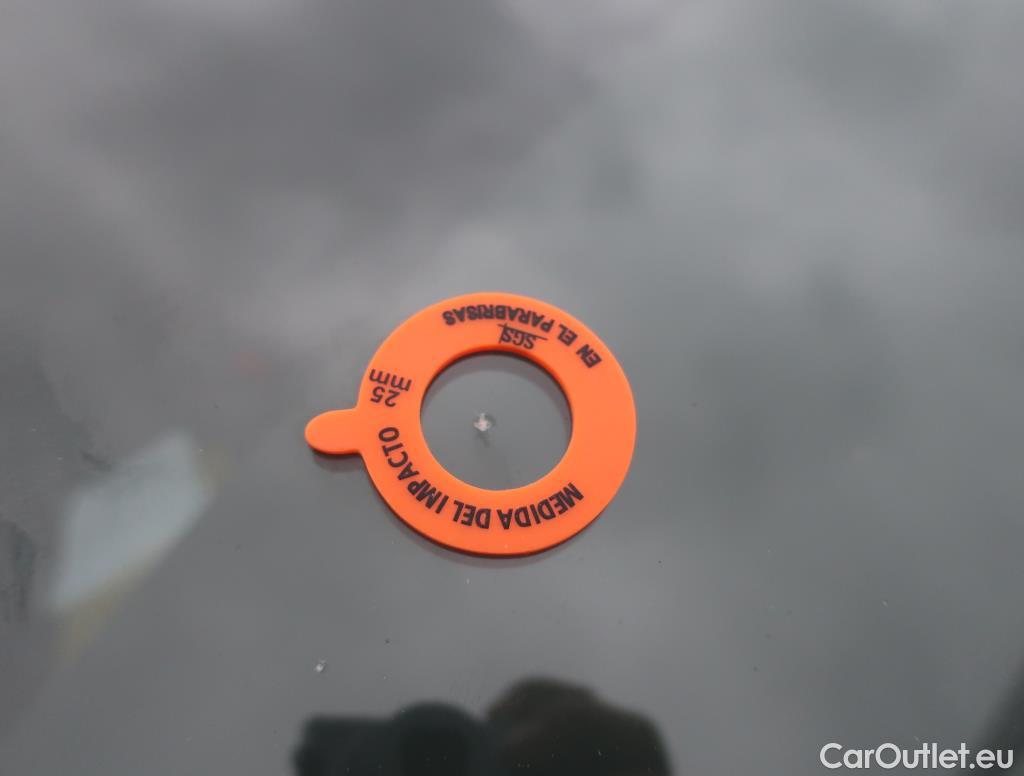 MEDIDA DEL IMPACTO
EN EL PARABRISAS
SGS
25
mm
CarOutlet.eu